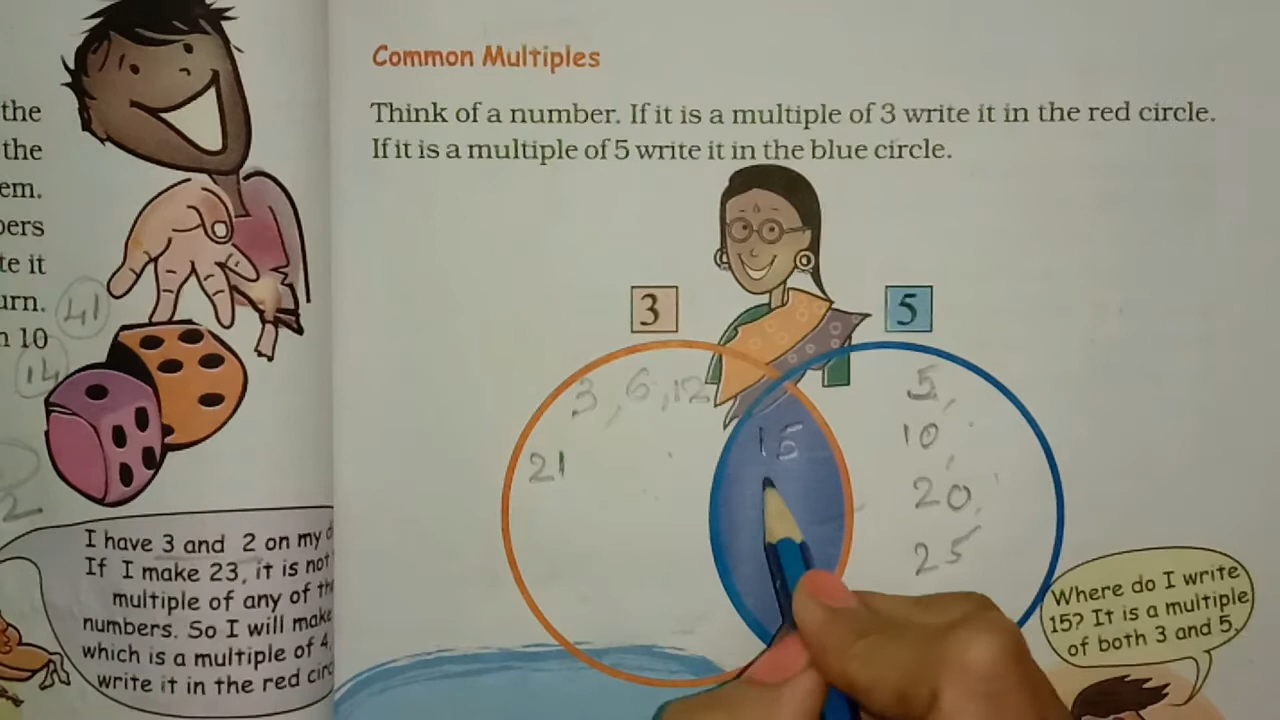 the
the
em.
bers
te it
urn.
n 10
41
14
2
I have 3 and 2 on my
If I make 23, it is not
multiple of any of
numbers. So I will make
which is a multiple of 4,
write it in the red
Common Multiples
Think of a number. If it is a multiple of 3 write it in the red circle.
If it is a multiple of 5 write it in the blue circle.
3
5
3, 6, 12
21
15
5,
10,
20,
25
Where do I write
15? It is a multiple
of both 3 and 5.